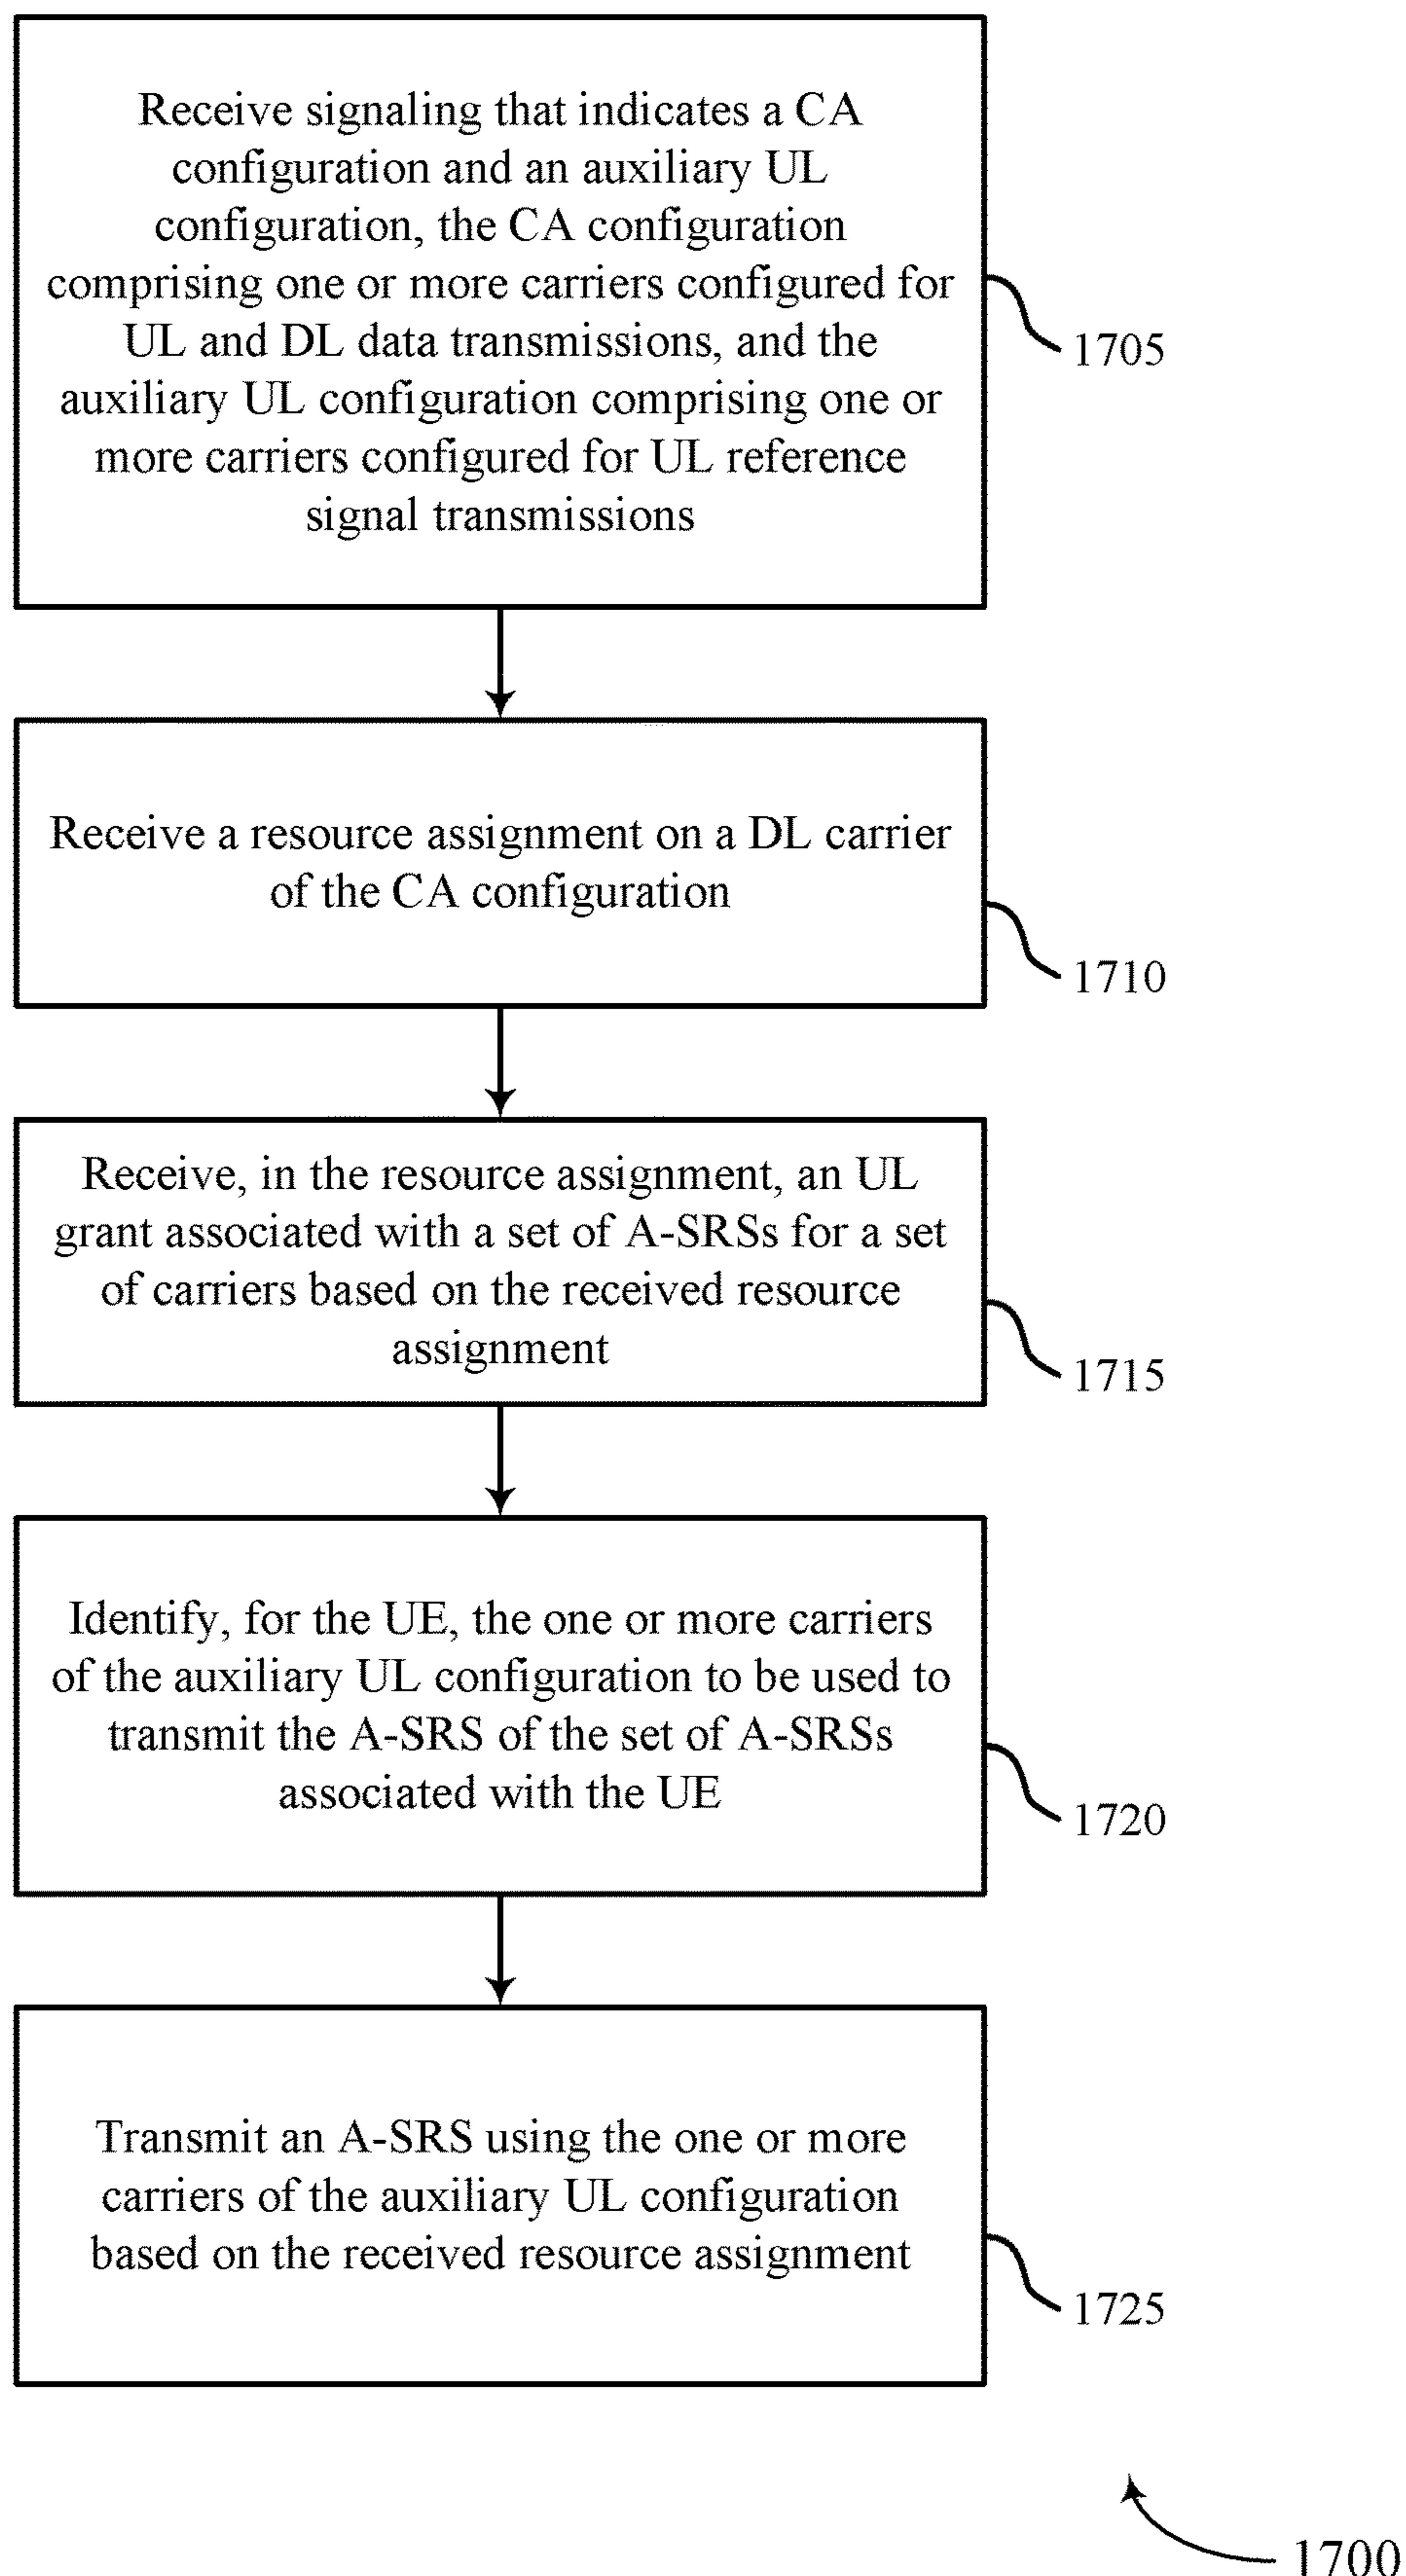 Receive signaling that indicates a CA
configuration and an auxiliary UL
configuration, the CA configuration
comprising one or more carriers configured for
UL and DL data transmissions, and the
auxiliary UL configuration comprising one or
more carriers configured for UL reference
signal transmissions
1705
Receive a resource assignment on a DL carrier
of the CA configuration
1710
Receive, in the resource assignment, an UL
grant associated with a set of A-SRSs for a set
of carriers based on the received resource
assignment
1715
Identify, for the UE, the one or more carriers
of the auxiliary UL configuration to be used to
transmit the A-SRS of the set of A-SRSs
associated with the UE
1720
Transmit an A-SRS using the one or more
carriers of the auxiliary UL configuration
based on the received resource assignment
1725
1700